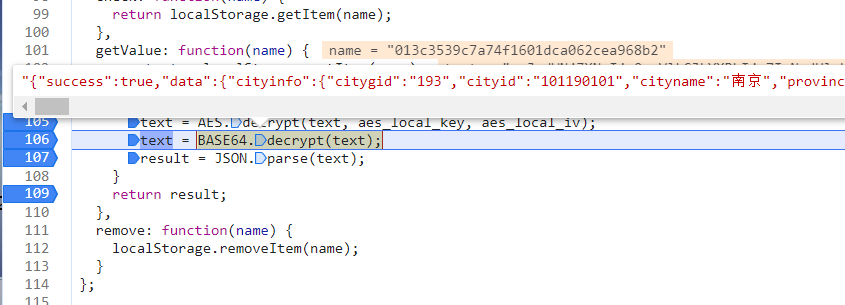 99
100
101
return localStorage.getItem(name);
},
getValue: function(name) { name = "013c3539c7a74f1601dca062cea968b2"
"{"success":true,"data":{"cityinfo":{"citygid":"193","cityid":"101190101","cityname":"南京","provinc
105 text = AES.decrypt(text, aes_local_key, aes_local_iv);
106 text = BASE64.decrypt(text);
107 result = JSON.parse(text);
108 }
109 return result;
110 },
111 remove: function(name) {
112 localStorage.removeItem(name);
113 }
114 };
115